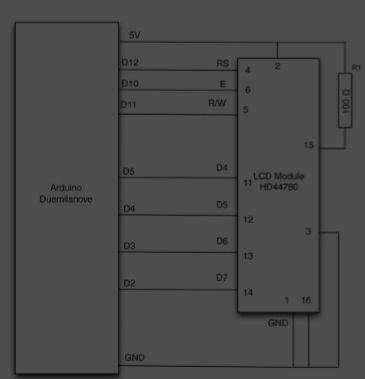 5V
D12 RS 4 2
R1
D10 E 6
D11 R/W 5
100 Ω
15
D5 D4 11
LCD Module
HD44780
Arduino
Duemilanove
D4 D5 12
3
D3 D6 13
D2 D7 14
1 16
GND
GND